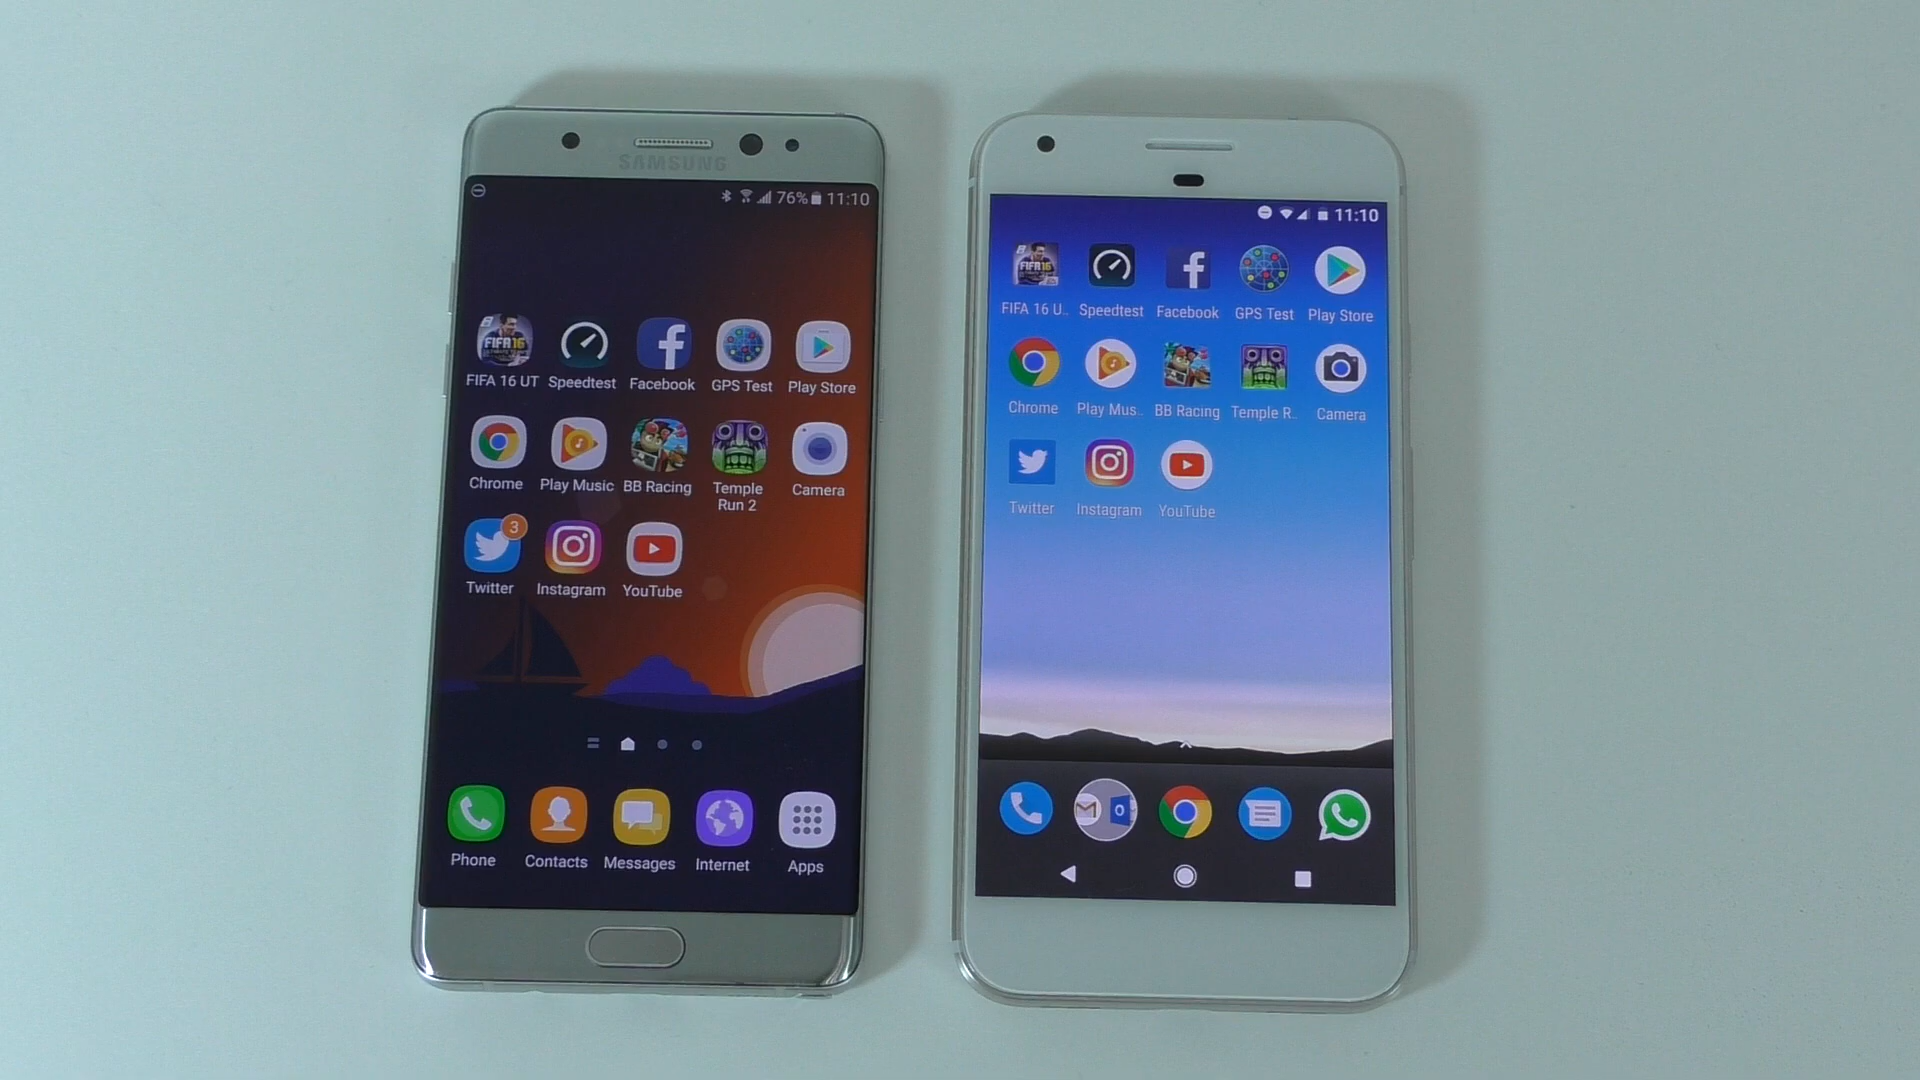 SAMSUNG
76% 11:10
FIFA 16 UT Speedtest Facebook GPS Test Play Store
Chrome Play Music BB Racing Temple Run 2 Camera
3
Twitter Instagram YouTube
Phone Contacts Messages Internet Apps
11:10
FIFA 16 U.. Speedtest Facebook GPS Test Play Store
Chrome Play Mus.. BB Racing Temple R.. Camera
Twitter Instagram YouTube